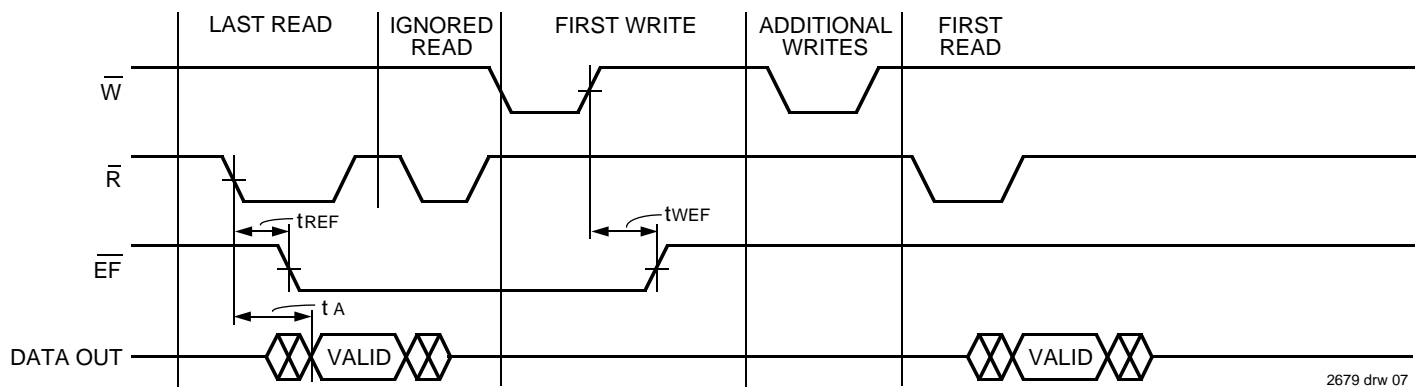 LAST READ
IGNORED
READ
FIRST WRITE
ADDITIONAL
WRITES
FIRST
READ
W̅
R̅
tREF
tWEF
E̅F̅
t A
DATA OUT
VALID
VALID
2679 drw 07